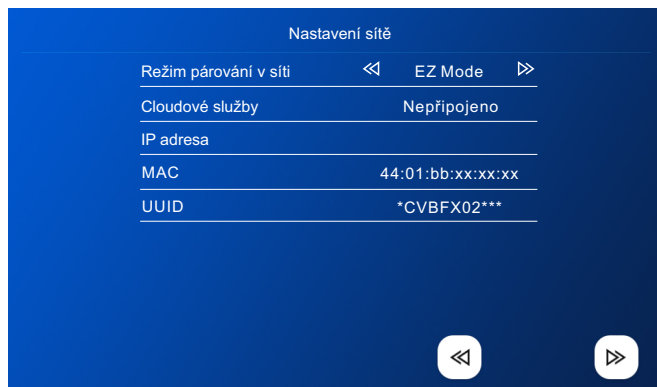 Nastavení sítě
Režim párování v síti EZ Mode
Cloudové služby Nepřipojeno
IP adresa
MAC 44:01:bb:xx:xx:xx
UUID *CVBFX02***